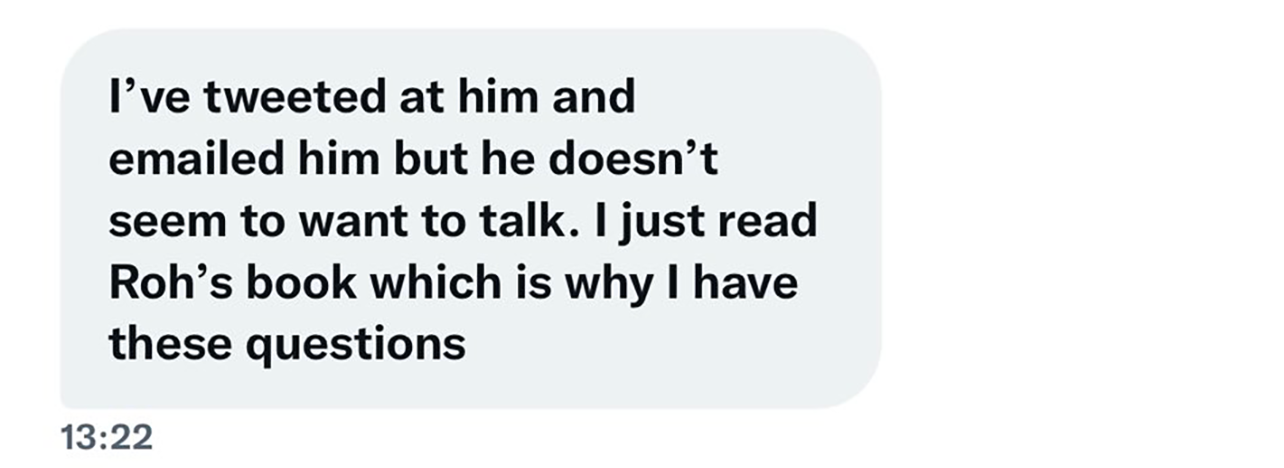 I’ve tweeted at him and
emailed him but he doesn’t
seem to want to talk. I just read
Roh’s book which is why I have
these questions
13:22